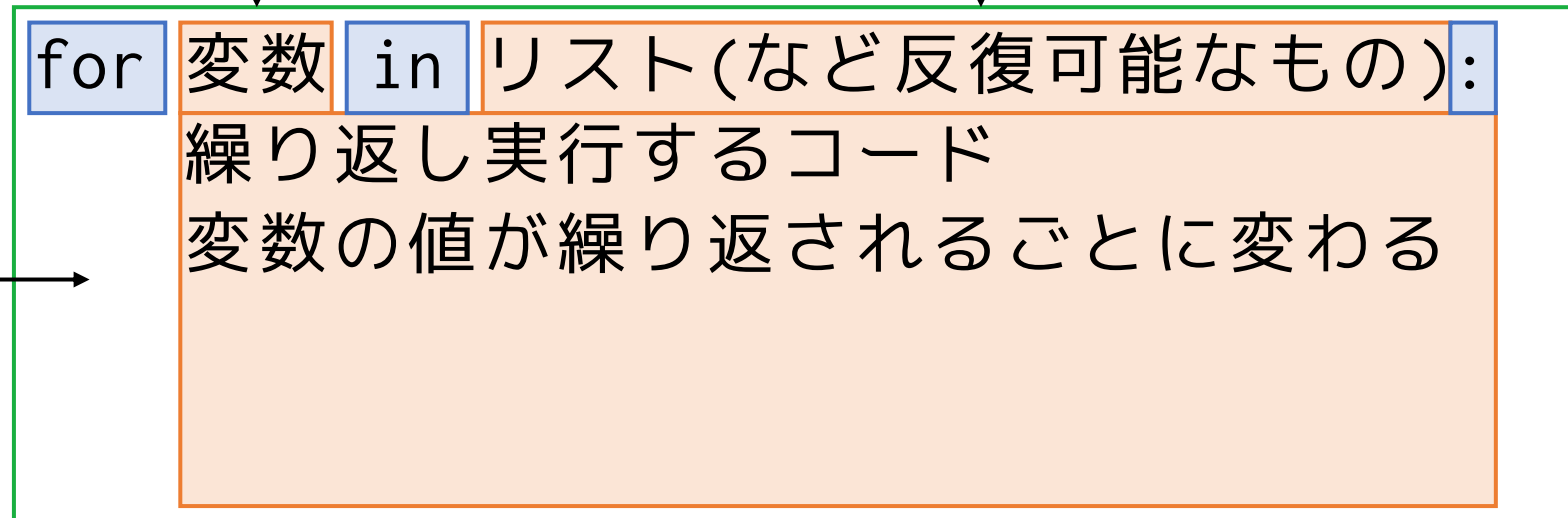 for 変数 in リスト(など反復可能なもの):
繰り返し実行するコード
変数の値が繰り返されるごとに変わる